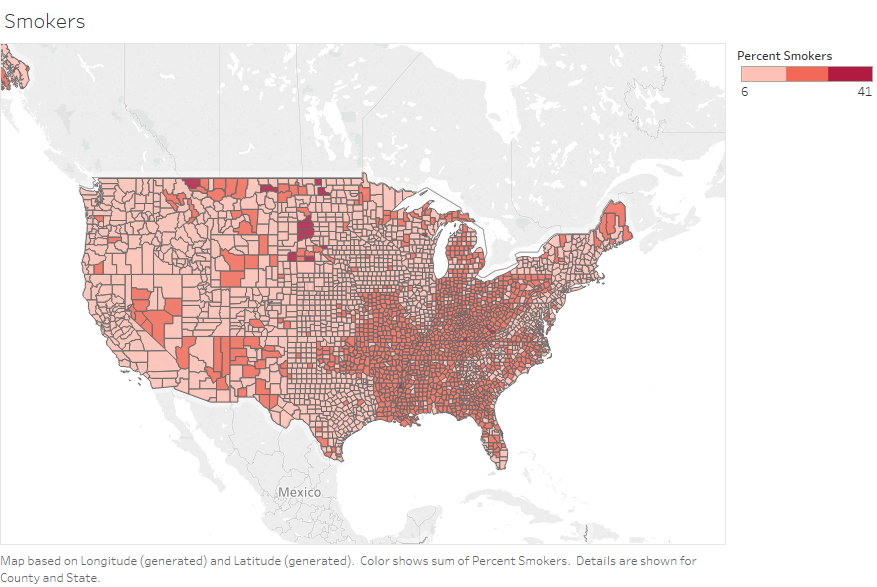 Smokers
Percent Smokers
6 41
Mexico
Map based on Longitude (generated) and Latitude (generated).  Color shows sum of Percent Smokers.  Details are shown for
County and State.